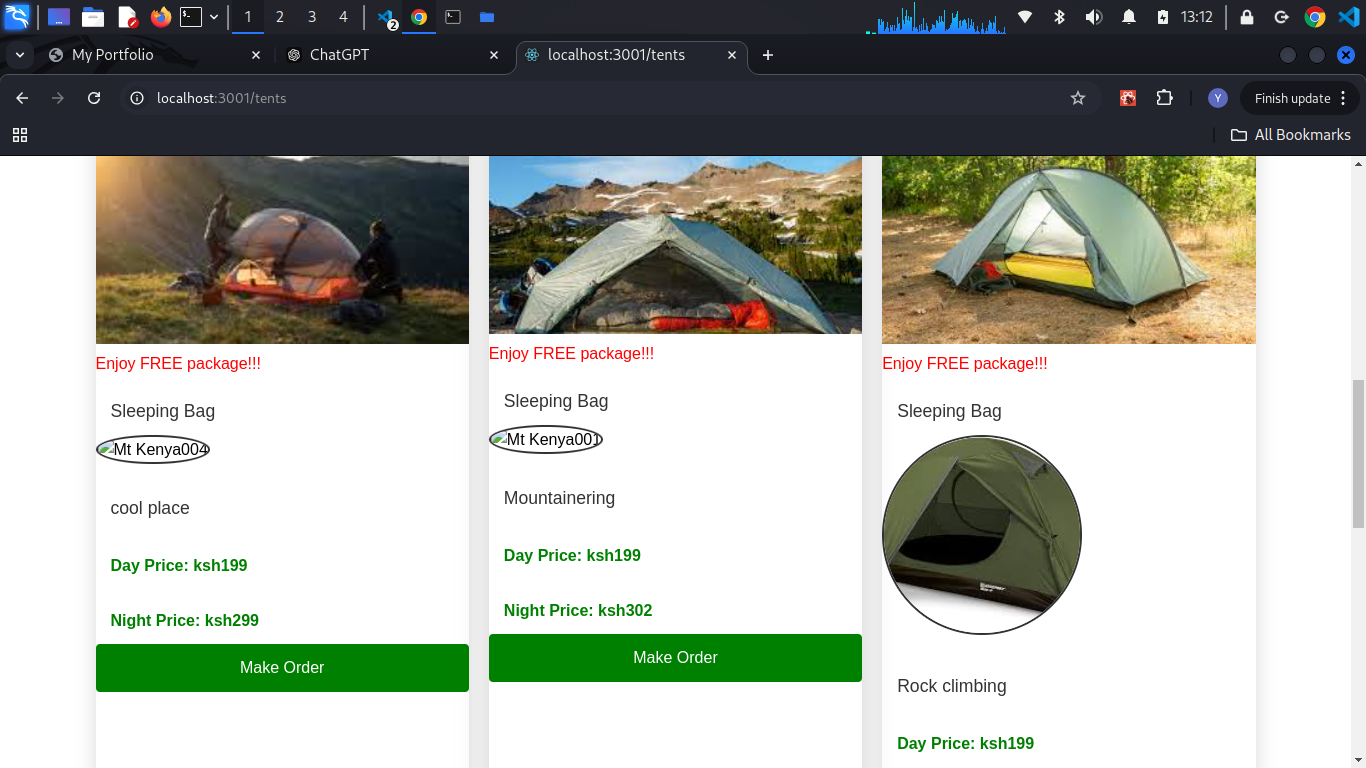 1 2 3 4 2 13:12
My Portfolio
ChatGPT
localhost:3001/tents
localhost:3001/tents
Y
Finish update
All Bookmarks
Enjoy FREE package!!!
Sleeping Bag
Mt Kenya004
cool place
Day Price: ksh199
Night Price: ksh299
Make Order
Enjoy FREE package!!!
Sleeping Bag
Mt Kenya001
Mountainering
Day Price: ksh199
Night Price: ksh302
Make Order
Enjoy FREE package!!!
Sleeping Bag
Rock climbing
Day Price: ksh199